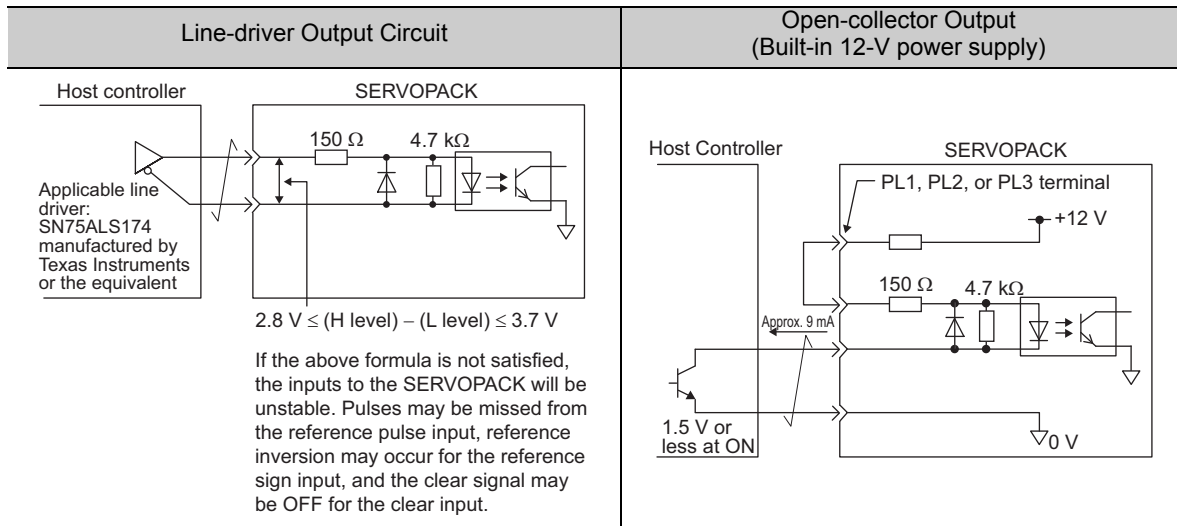 Line-driver Output Circuit
Open-collector Output
(Built-in 12-V power supply)
Host controller
SERVOPACK
150 Ω
4.7 kΩ
Applicable line
driver:
SN75ALS174
manufactured by
Texas Instruments
or the equivalent
2.8 V ≤ (H level) – (L level) ≤ 3.7 V
If the above formula is not satisfied,
the inputs to the SERVOPACK will be
unstable. Pulses may be missed from
the reference pulse input, reference
inversion may occur for the reference
sign input, and the clear signal may
be OFF for the clear input.
Host Controller
SERVOPACK
PL1, PL2, or PL3 terminal
+12 V
150 Ω
4.7 kΩ
Approx. 9 mA
1.5 V or
less at ON
0 V